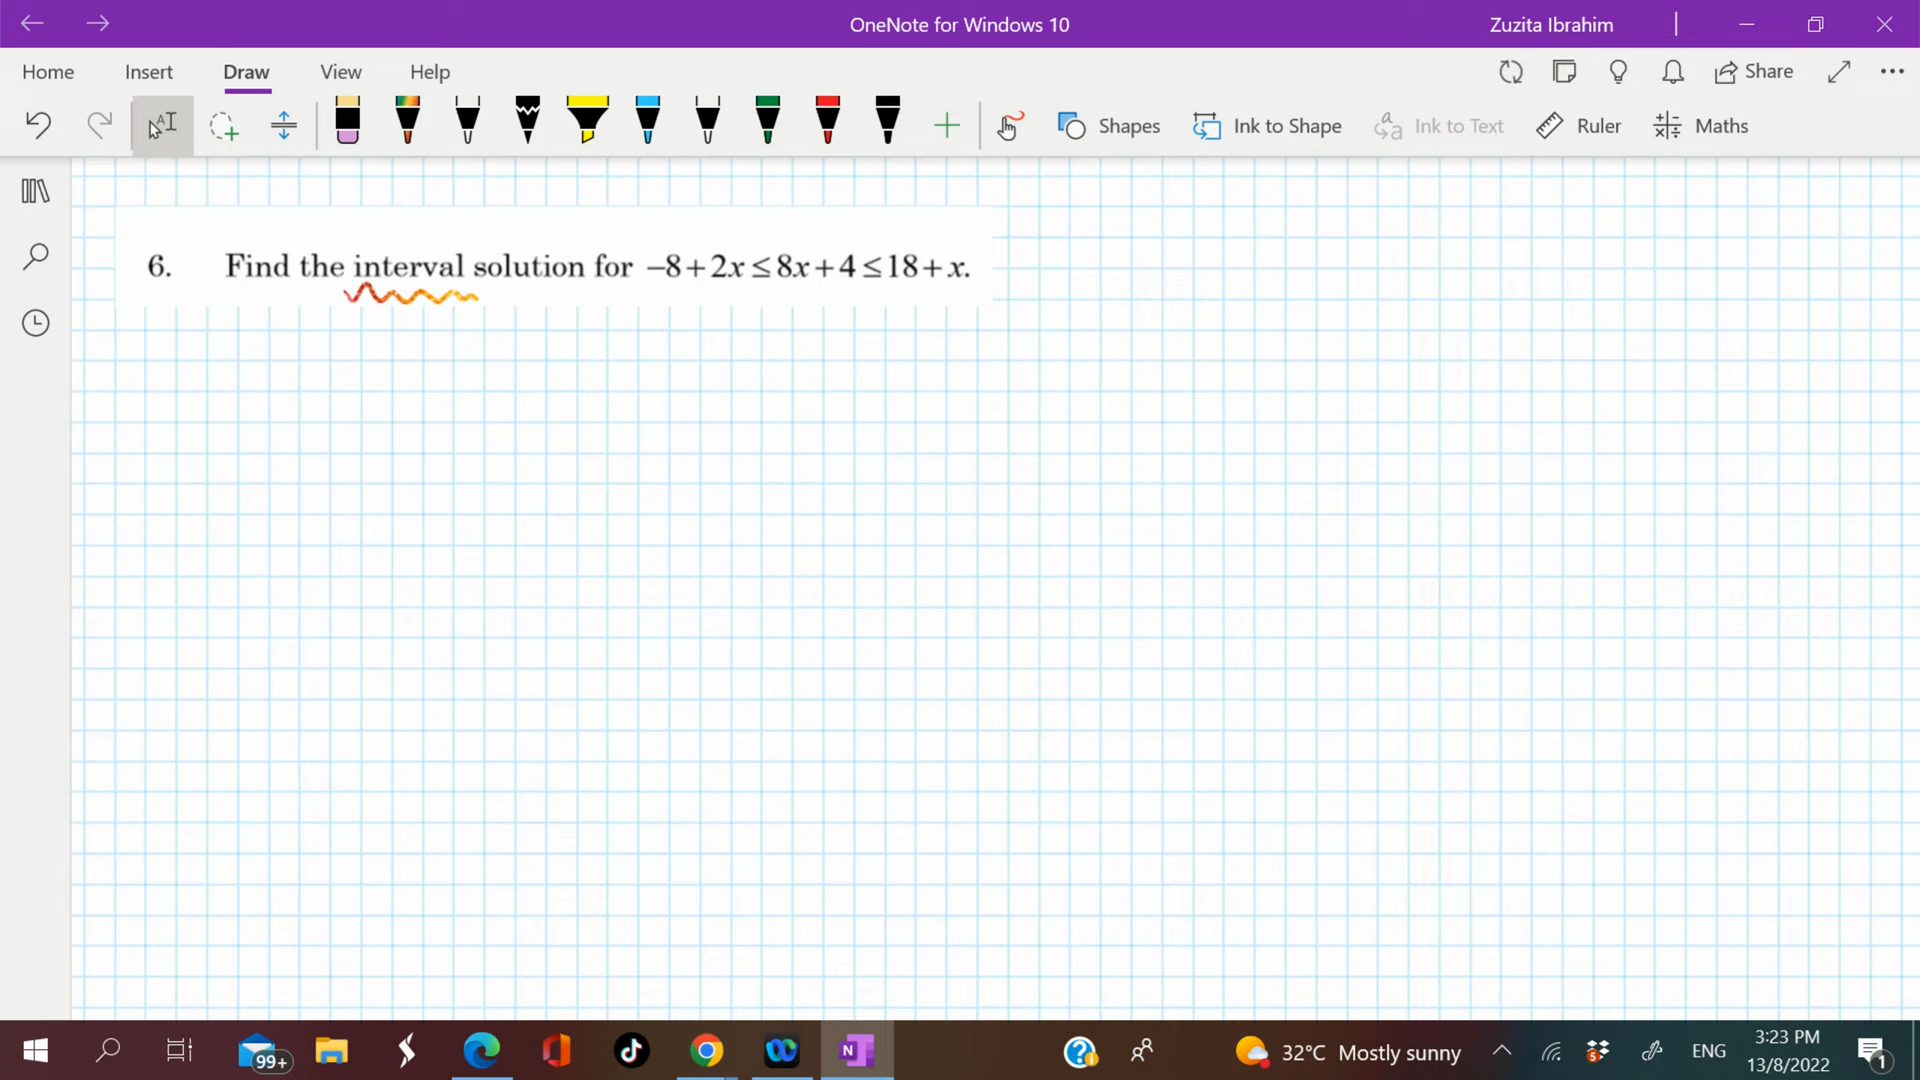 OneNote for Windows 10
Zuzita Ibrahim
Home Insert Draw View Help
Share
Shapes Ink to Shape Ink to Text Ruler Maths
6. Find the interval solution for −8+2x≤8x+4≤18+x.
99+
32°C Mostly sunny
5
ENG
3:23 PM
13/8/2022
1